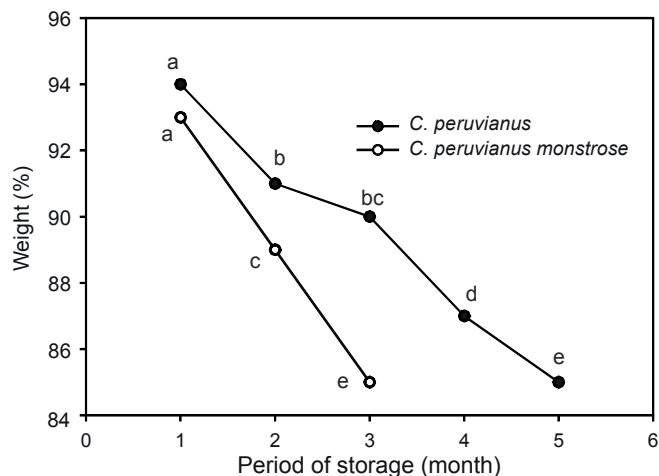 96
94
92
90
88
86
84
Weight (%)
a
a
b
c
bc
e
d
e
C. peruvianus
C. peruvianus monstrose
0 1 2 3 4 5 6
Period of storage (month)